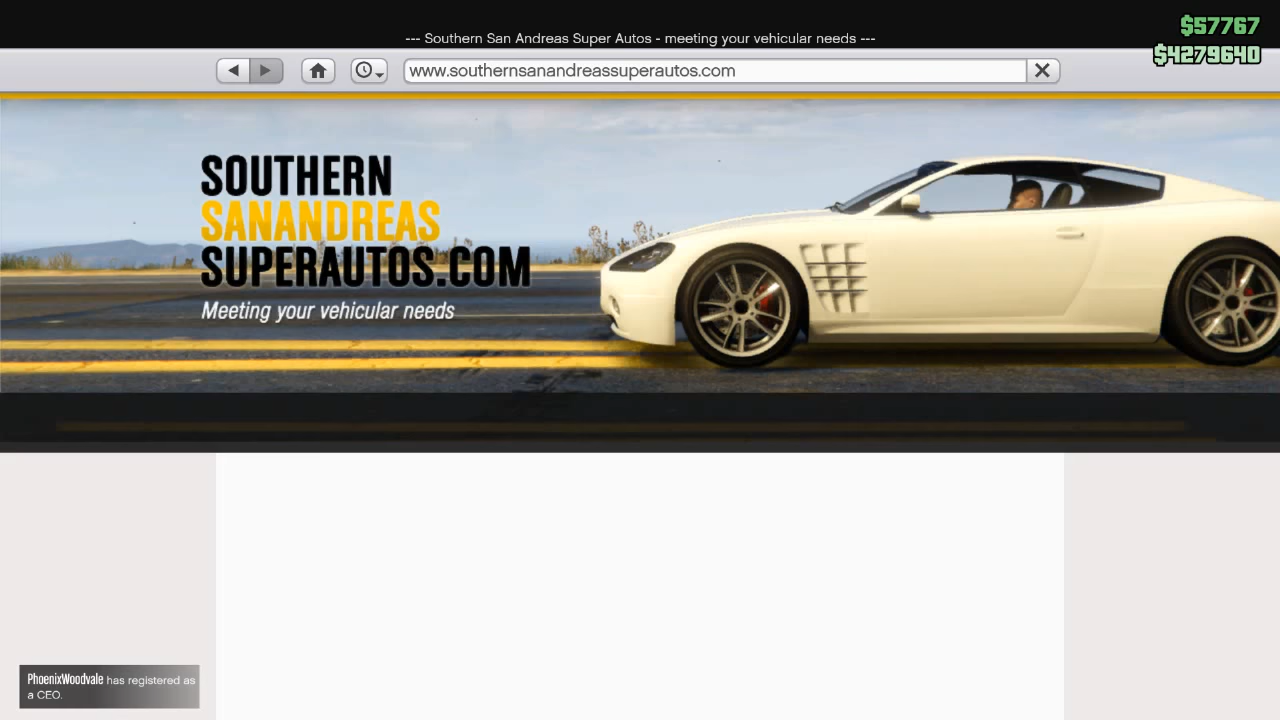 $57767
--- Southern San Andreas Super Autos - meeting your vehicular needs ---
$4279640
www.southernsanandreassuperautos.com
SOUTHERN
SANANDREAS
SUPERAUTOS.COM
Meeting your vehicular needs
PhoenixWoodvale has registered as
a CEO.